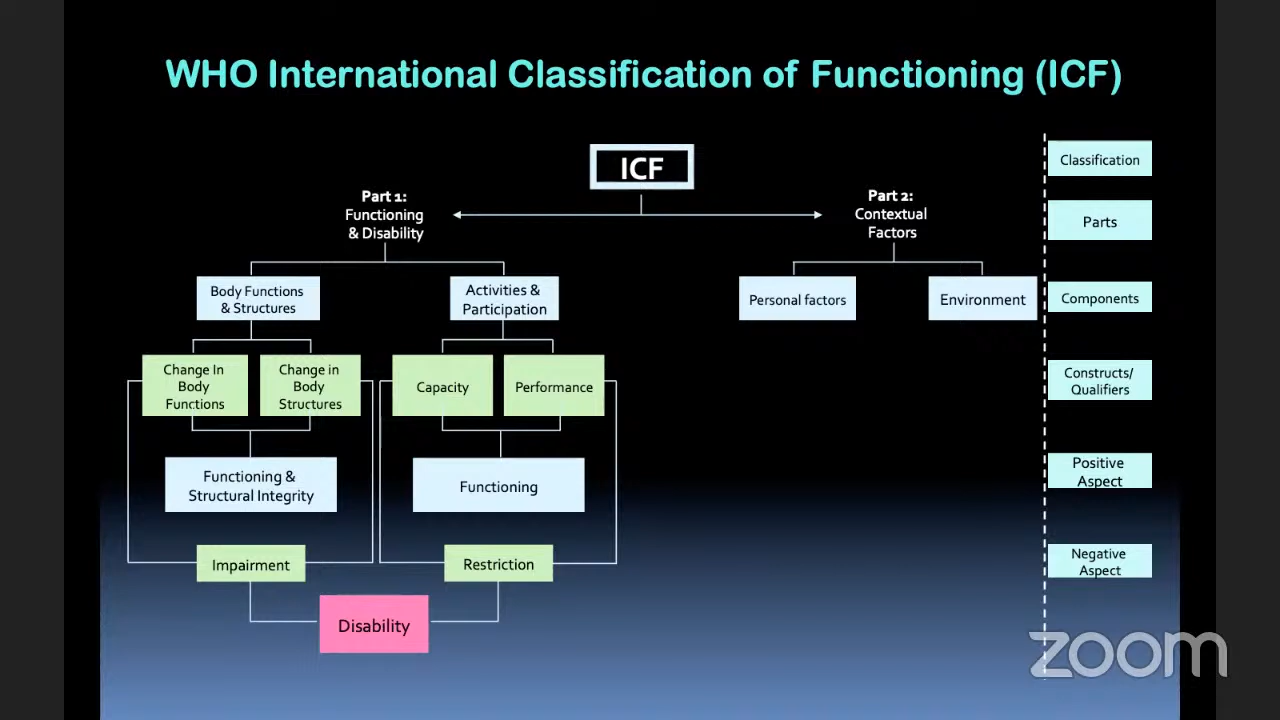 WHO International Classification of Functioning (ICF)
ICF
Classification
Part 1:
Functioning
& Disability
Part 2:
Contextual
Factors
Parts
Body Functions
& Structures
Activities &
Participation
Personal factors
Environment
Components
Change In
Body
Functions
Change in
Body
Structures
Capacity
Performance
Constructs/
Qualifiers
Functioning &
Structural Integrity
Functioning
Positive
Aspect
Impairment
Restriction
Negative
Aspect
Disability
zoom